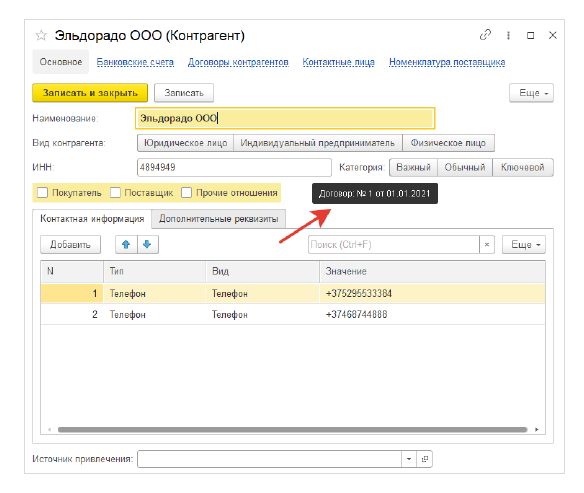 Эльдорадо ООО (Контрагент)
Основное Банковские счета Договоры контрагентов Контактные лица Номенклатура поставщика
Записать и закрыть Записать Еще
Наименование: Эльдорадо ООО
Вид контрагента: Юридическое лицо Индивидуальный предприниматель Физическое лицо
ИНН: 4894949 Категория: Важный Обычный Ключевой
Покупатель Поставщик Прочие отношения Договор: № 1 от 01.01.2021
Контактная информация Дополнительные реквизиты
Добавить Поиск (Ctrl+F) × Еще
N Тип Вид Значение
1 Телефон Телефон +375295533384
2 Телефон Телефон +37468744888
Источник привлечения: